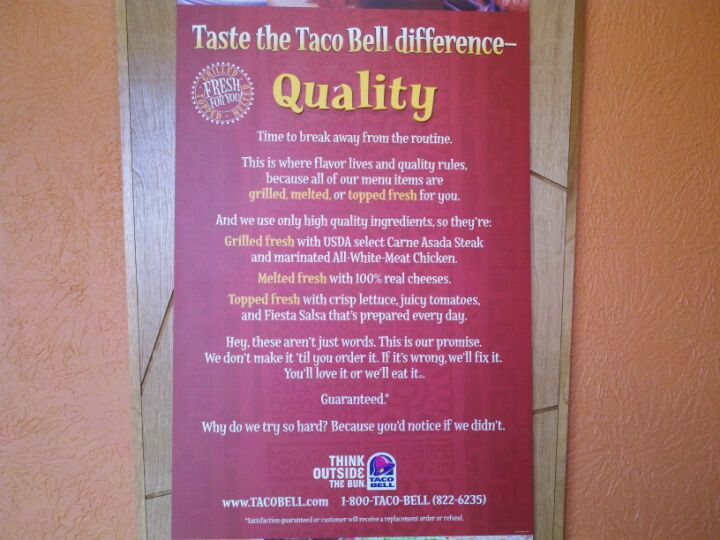 Taste the Taco Bell® difference–
GRILLED
FRESH
FOR YOU
TOPPED • MELTED
Quality
Time to break away from the routine.
This is where flavor lives and quality rules,
because all of our menu items are
grilled, melted, or topped fresh for you.
And we use only high quality ingredients, so they're:
Grilled fresh with USDA select Carne Asada Steak
and marinated All-White-Meat Chicken.
Melted fresh with 100% real cheeses.
Topped fresh with crisp lettuce, juicy tomatoes,
and Fiesta Salsa that's prepared every day.
Hey, these aren't just words. This is our promise.
We don't make it 'til you order it. If it's wrong, we'll fix it.
You'll love it or we'll eat it℠.
Guaranteed.*
Why do we try so hard? Because you'd notice if we didn't.
THINK
OUTSIDE
THE BUN.
TACO
BELL
www.TACOBELL.com 1-800-TACO-BELL (822-6235)
*Satisfaction guaranteed or customer will receive a replacement order or refund.